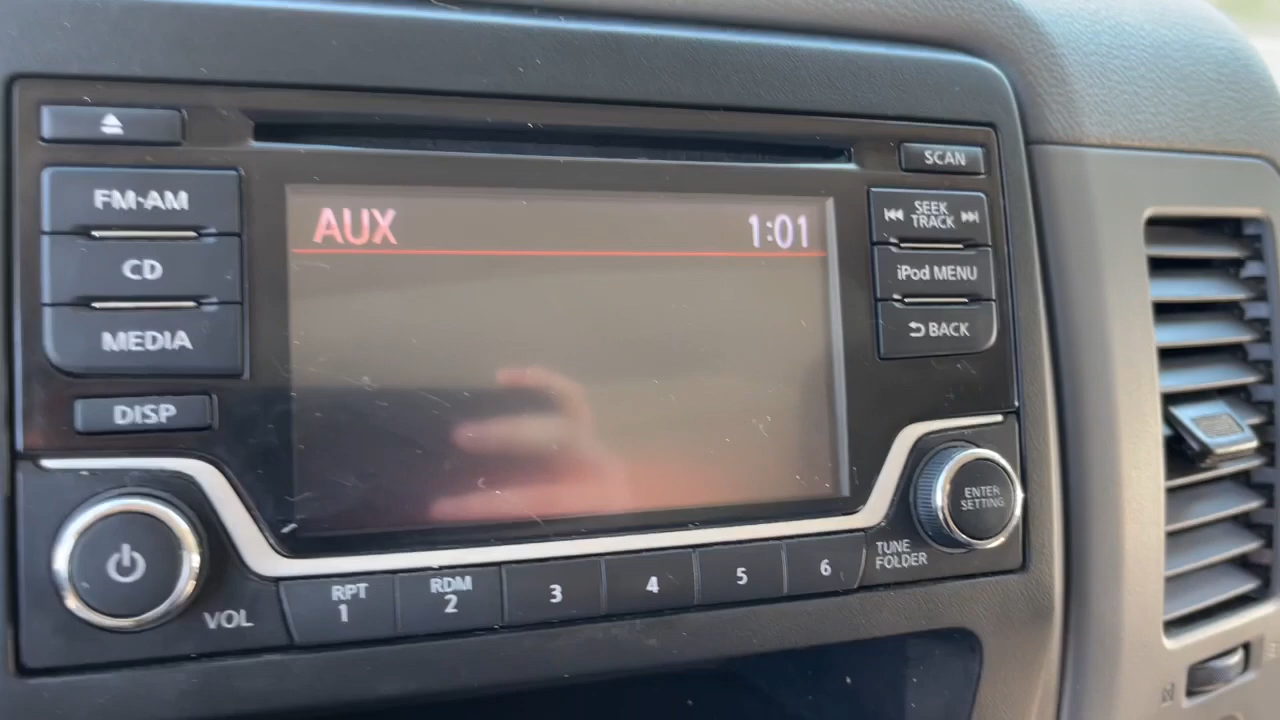 SCAN
FM·AM
SEEK
TRACK
AUX
1:01
CD
iPod MENU
MEDIA
BACK
DISP
ENTER
SETTING
TUNE
FOLDER
VOL
RPT
1
RDM
2
3
4
5
6